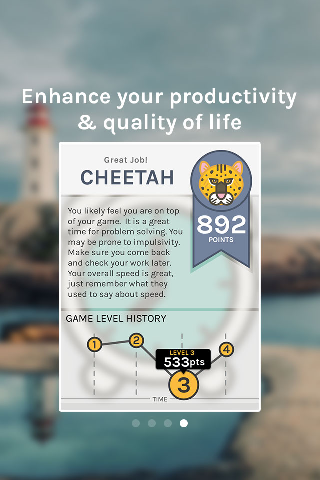 Enhance your productivity
& quality of life
Great Job!
CHEETAH
892
POINTS
You likely feel you are on top
of your game. It is a great
time for problem solving. You
may be prone to impulsivity.
Make sure you come back
and check your work later.
Your overall speed is great,
just remember what they
used to say about speed.
GAME LEVEL HISTORY
1
2
LEVEL 3
533pts
3
4
TIME